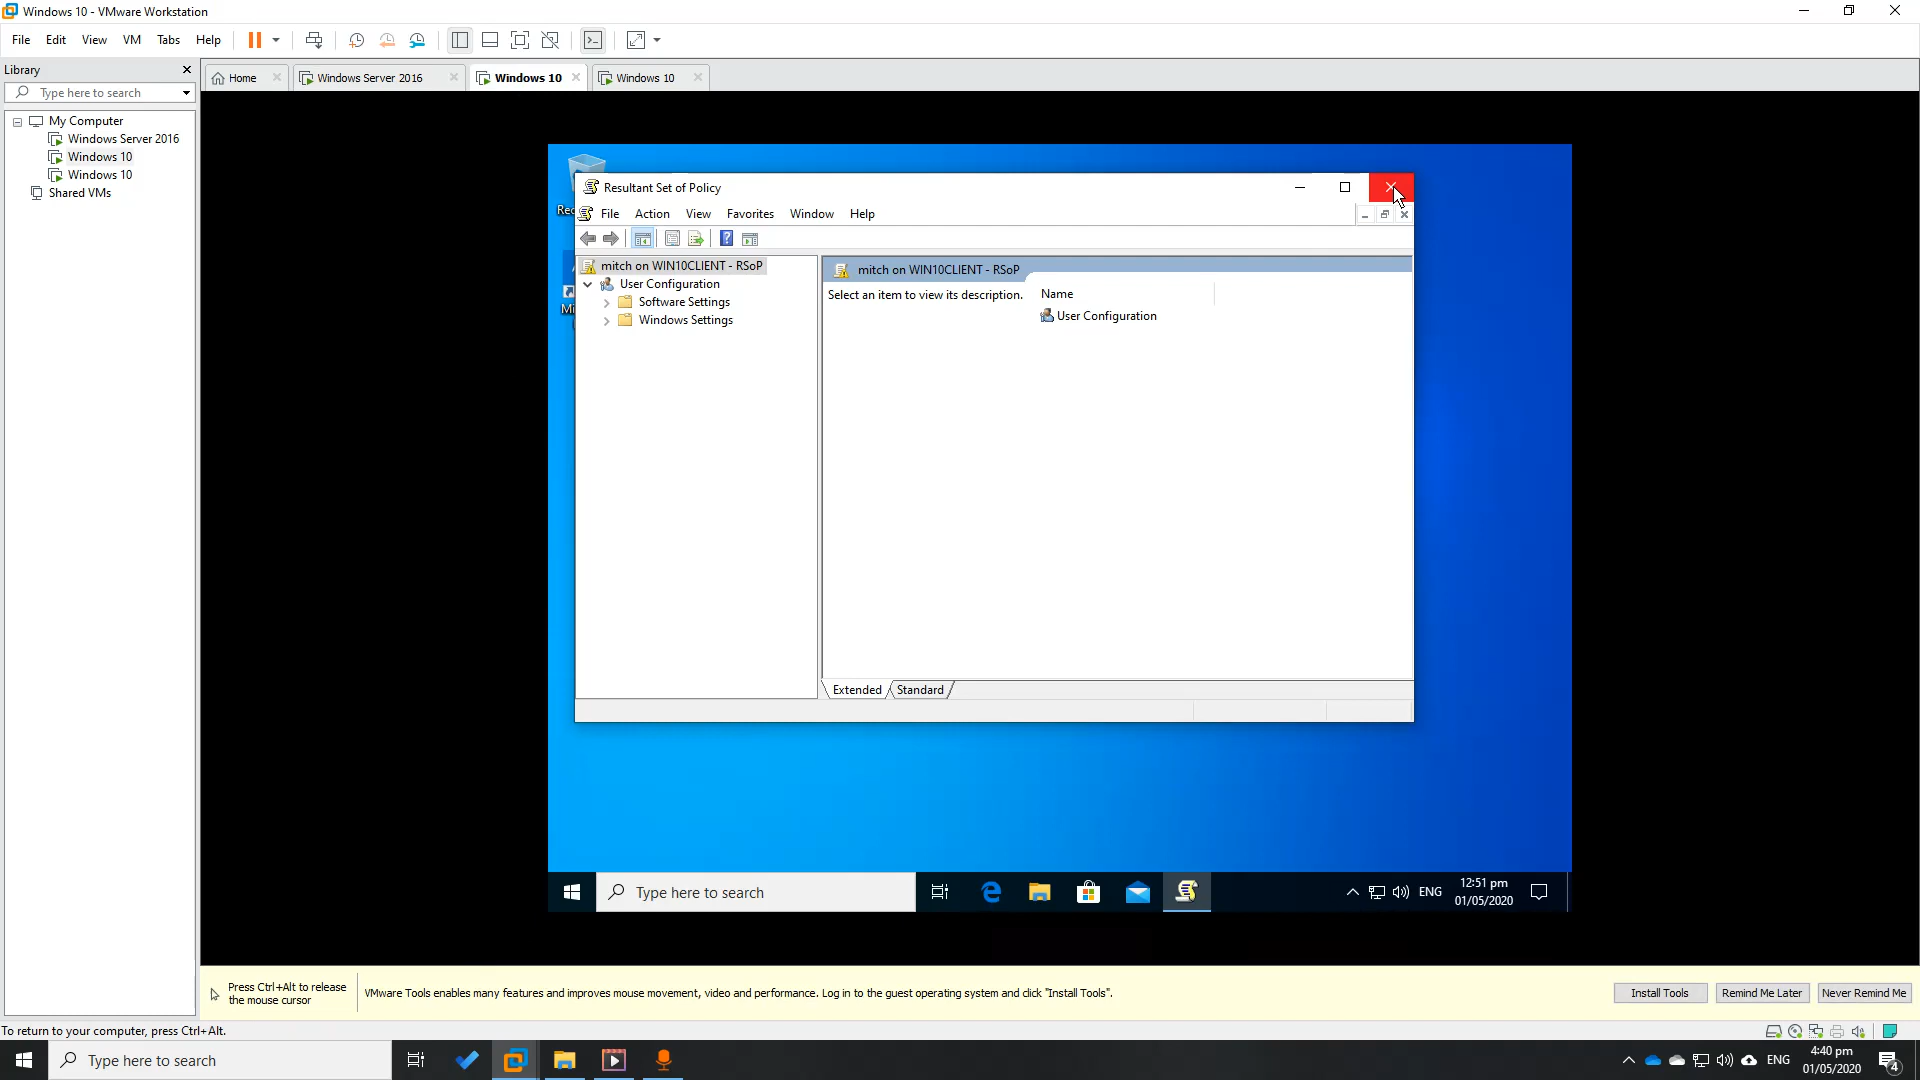 Windows 10 - VMware Workstation
File Edit View VM Tabs Help
Library
Type here to search
My Computer
Windows Server 2016
Windows 10
Windows 10
Shared VMs
Home
Windows Server 2016
Windows 10
Windows 10
Rec
Mi
Resultant Set of Policy
File Action View Favorites Window Help
mitch on WIN10CLIENT - RSoP
User Configuration
Software Settings
Windows Settings
mitch on WIN10CLIENT - RSoP
Select an item to view its description.
Name
User Configuration
Extended Standard
Type here to search
ENG
12:51 pm
01/05/2020
Press Ctrl+Alt to release
the mouse cursor
VMware Tools enables many features and improves mouse movement, video and performance. Log in to the guest operating system and click "Install Tools".
Install Tools
Remind Me Later
Never Remind Me
To return to your computer, press Ctrl+Alt.
Type here to search
ENG
4:40 pm
01/05/2020
4